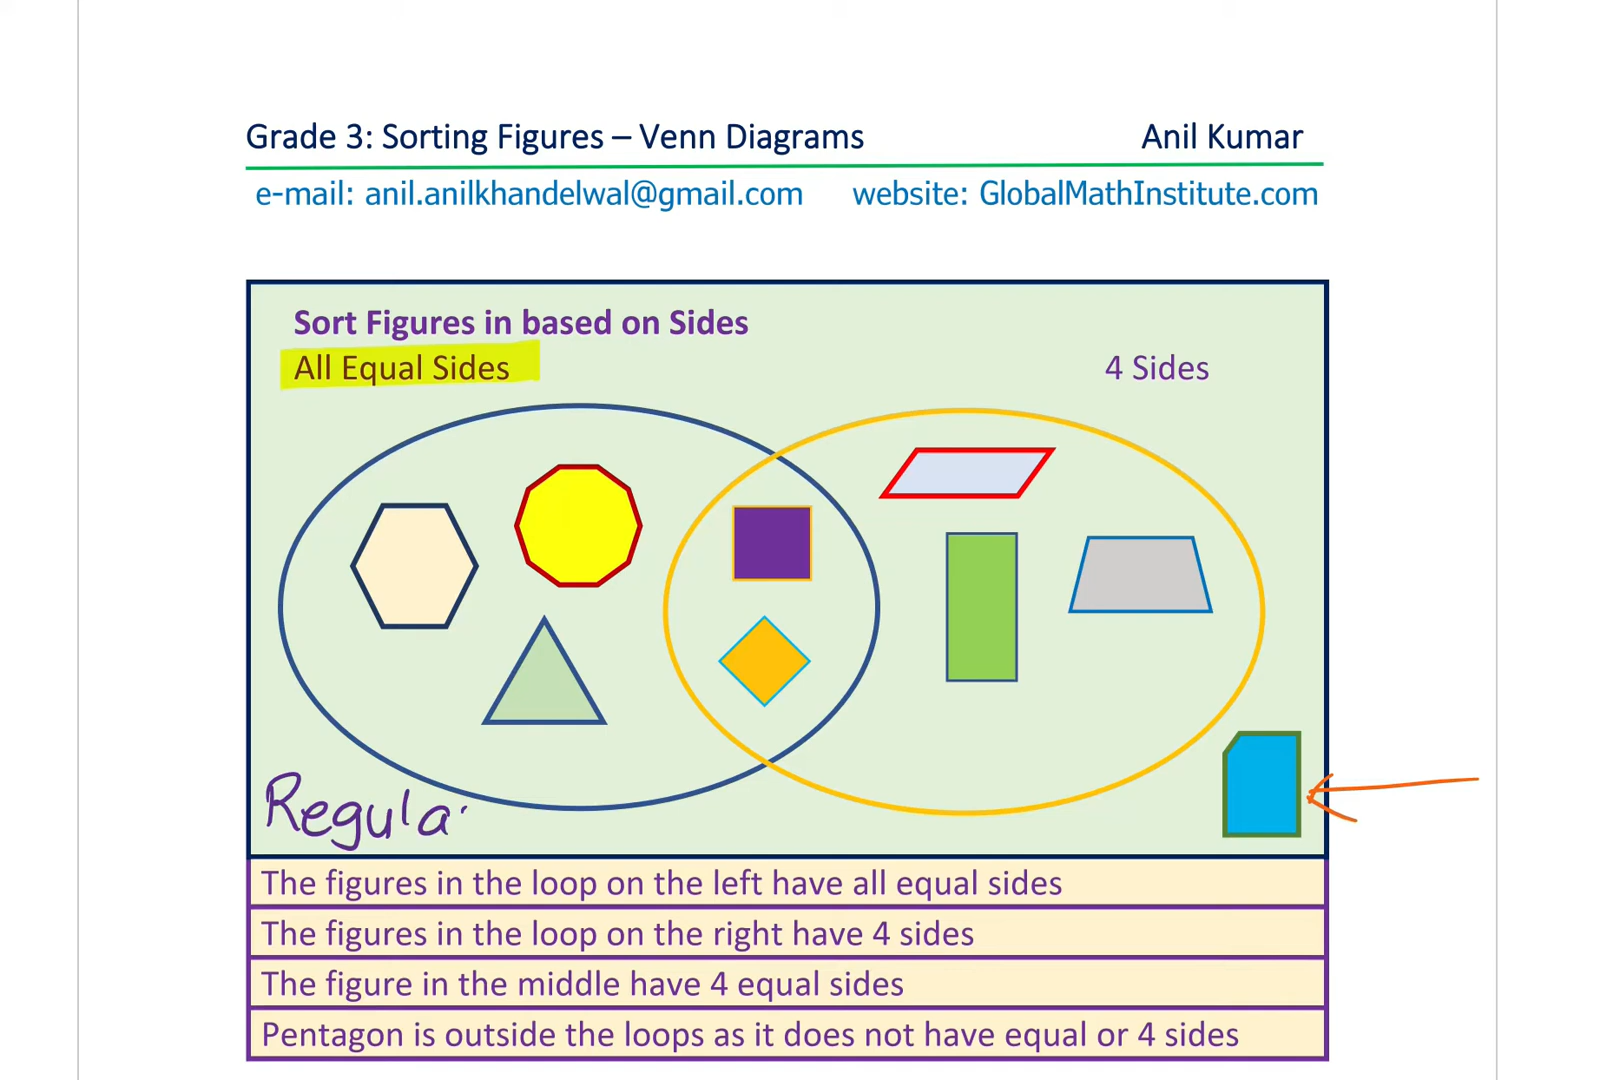 Grade 3: Sorting Figures – Venn Diagrams Anil Kumar
e-mail: anil.anilkhandelwal@gmail.com website: GlobalMathInstitute.com
Sort Figures in based on Sides
All Equal Sides 4 Sides
Regula
The figures in the loop on the left have all equal sides
The figures in the loop on the right have 4 sides
The figure in the middle have 4 equal sides
Pentagon is outside the loops as it does not have equal or 4 sides